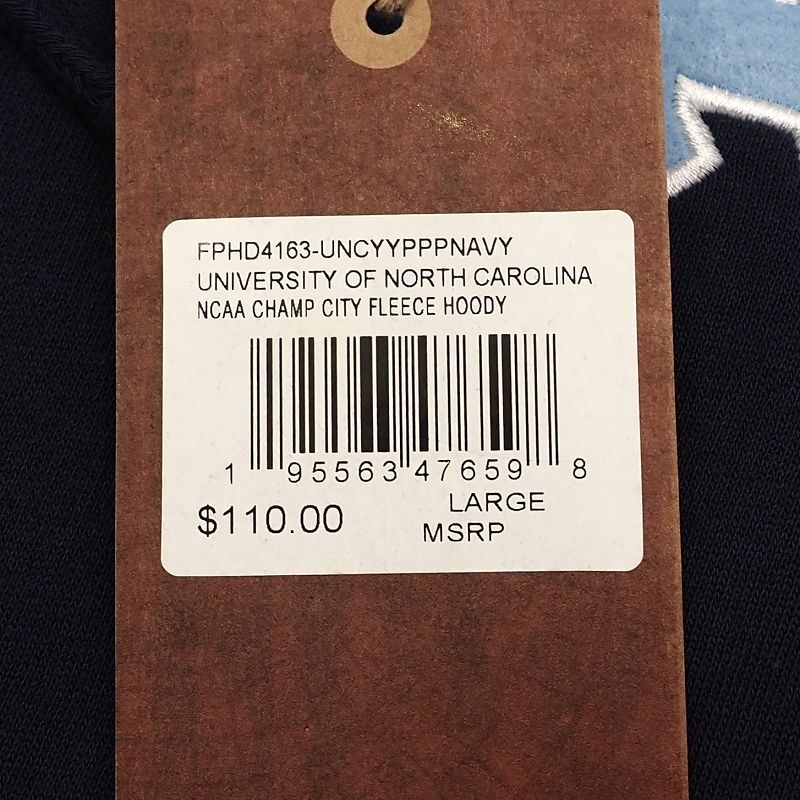 FPHD4163-UNCYYPPPNAVY
UNIVERSITY OF NORTH CAROLINA
NCAA CHAMP CITY FLEECE HOODY
1 95563 47659 8
$110.00 LARGE
MSRP